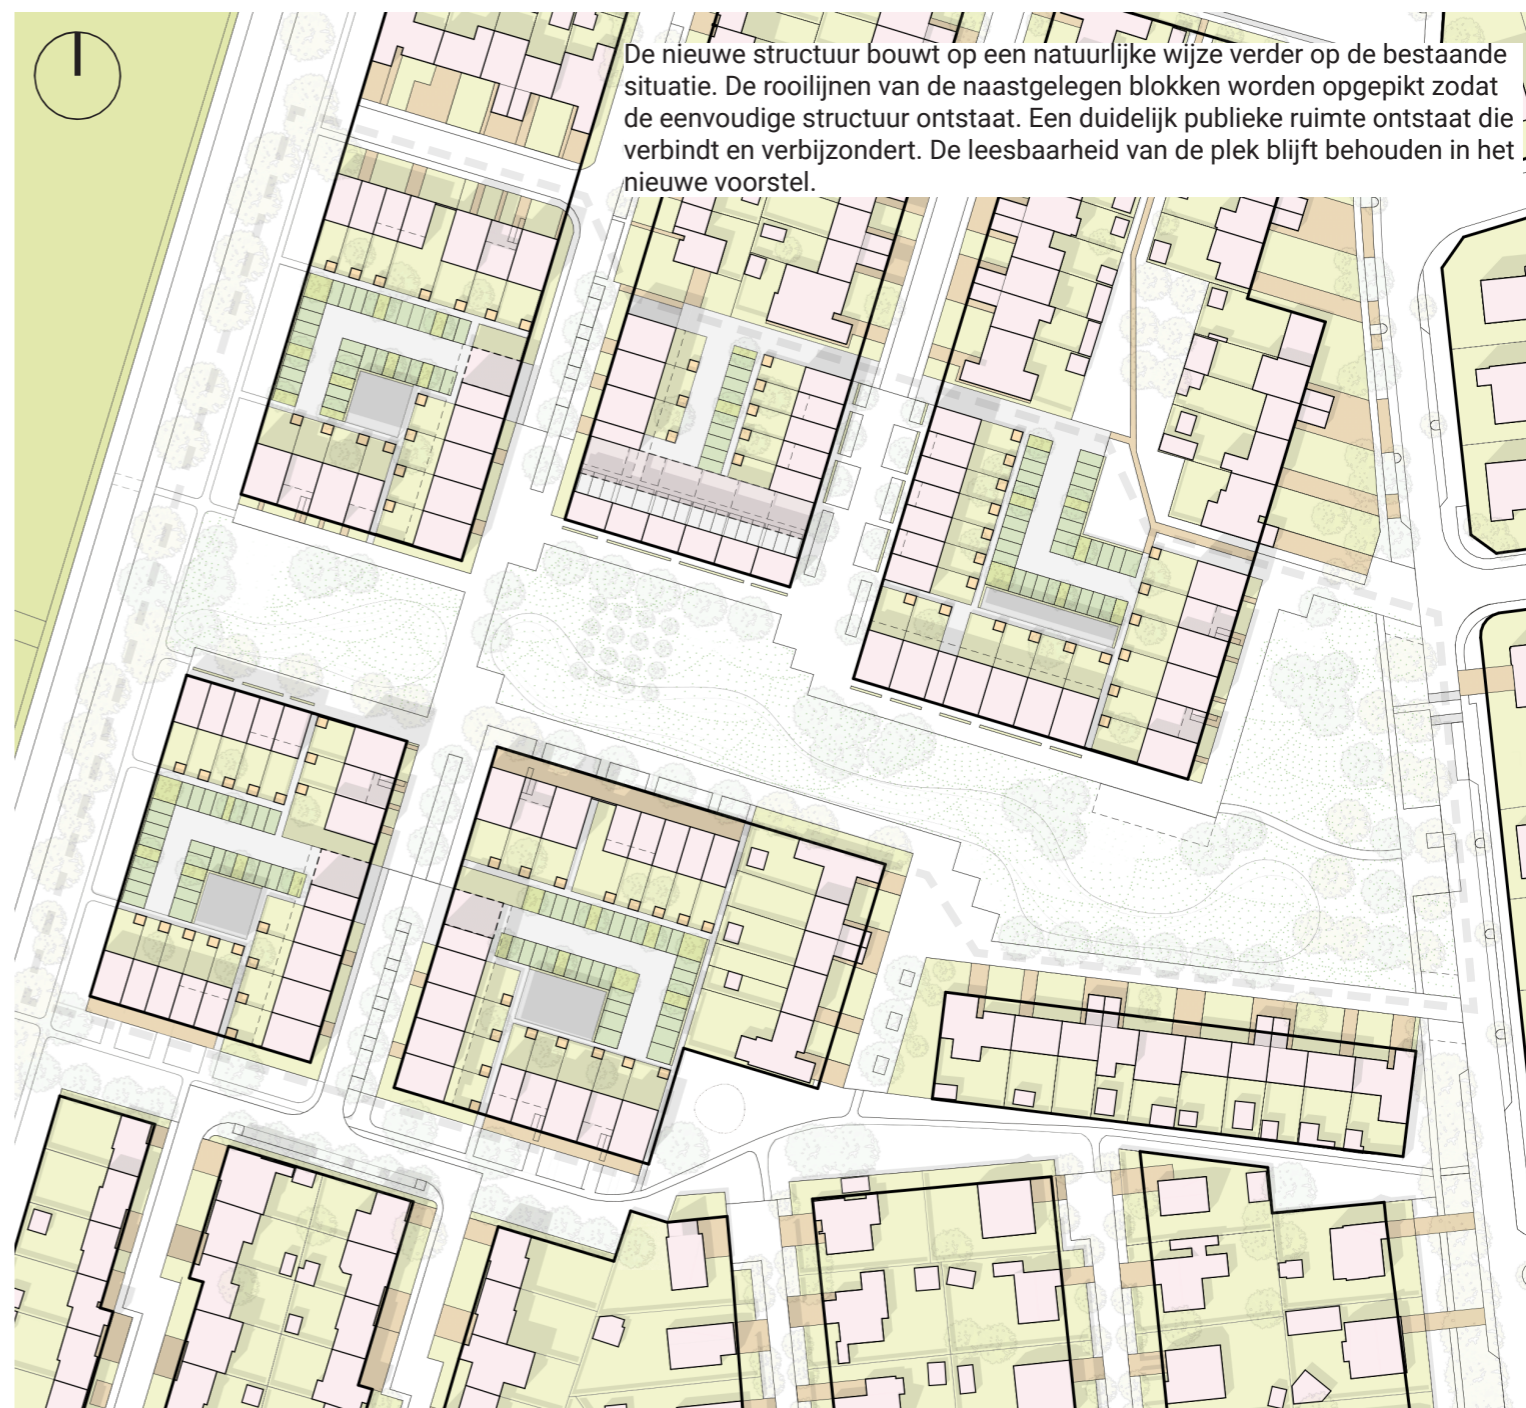 De nieuwe structuur bouwt op een natuurlijke wijze verder op de bestaande
situatie. De rooilijnen van de naastgelegen blokken worden opgepikt zodat
de eenvoudige structuur ontstaat. Een duidelijk publieke ruimte ontstaat die
verbindt en verbijzondert. De leesbaarheid van de plek blijft behouden in het
nieuwe voorstel.